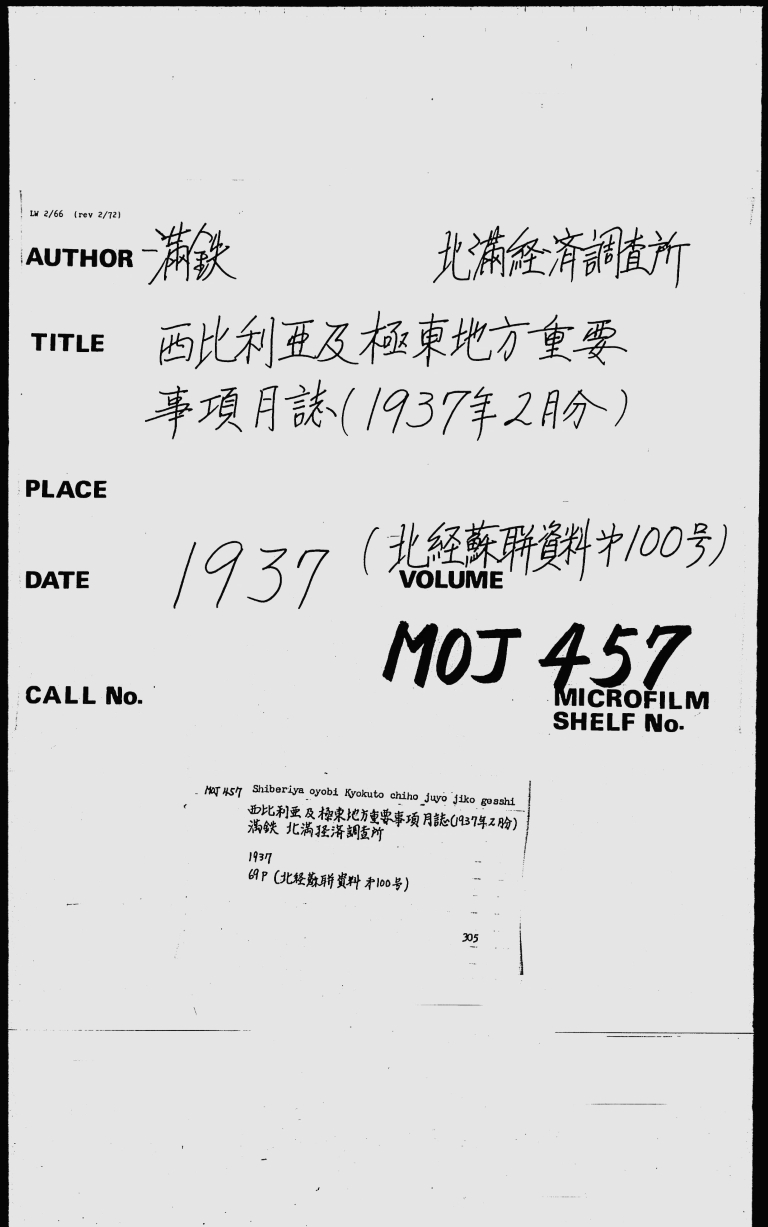 LW 2/66 (rev 2/72)
AUTHOR 満鉄 北満経済調査所
TITLE 西比利亜及極東地方重要
事項月誌(1937年2月分)
PLACE
(北経蘇聯資料オ100号)
DATE 1937 VOLUME
MOJ 457
CALL No. MICROFILM
SHELF No.
MOJ 457 Shiberiya oyobi Kyokuto chiho juyo jiko gesshi
西比利亜及極東地方重要事項月誌(1937年2月分)
満鉄 北満経済調査所
1937
69P (北経蘇聯資料オ100号)
305